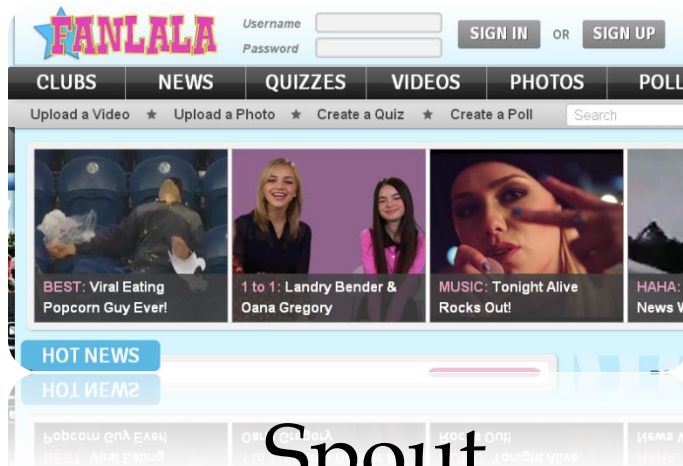 FANLALA
Username
Password
SIGN IN OR SIGN UP
CLUBS NEWS QUIZZES VIDEOS PHOTOS POLL
Upload a Video ★ Upload a Photo ★ Create a Quiz ★ Create a Poll Search
BEST: Viral Eating
Popcorn Guy Ever!
1 to 1: Landry Bender &
Oana Gregory
MUSIC: Tonight Alive
Rocks Out!
HAHA:
News
HOT NEWS
Spout